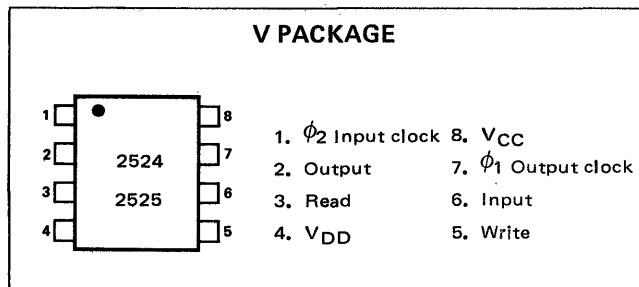 V PACKAGE
1 8
2 2524 7
3 2525 6
4 5
1. ϕ2 Input clock 8. VCC
2. Output 7. ϕ1 Output clock
3. Read 6. Input
4. VDD 5. Write